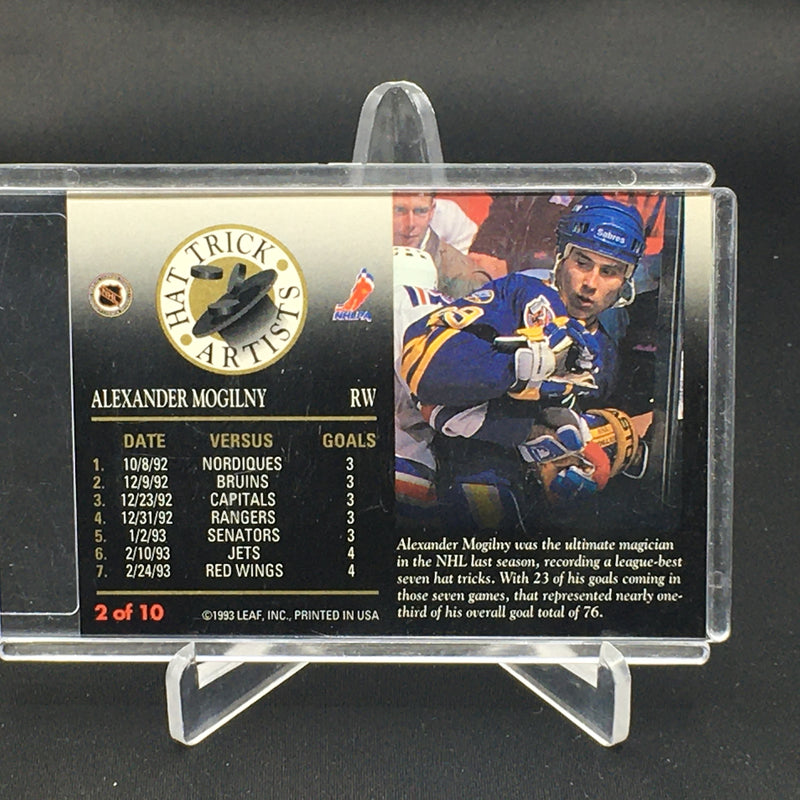 HAT TRICK
ARTISTS
NHL
NHLPA
ALEXANDER MOGILNY RW
DATE VERSUS GOALS
1. 10/8/92 NORDIQUES 3
2. 12/9/92 BRUINS 3
3. 12/23/92 CAPITALS 3
4. 12/31/92 RANGERS 3
5. 1/2/93 SENATORS 3
6. 2/10/93 JETS 4
7. 2/24/93 RED WINGS 4
2 of 10 ©1993 LEAF, INC., PRINTED IN USA
Sabres
89
Alexander Mogilny was the ultimate magician
in the NHL last season, recording a league-best
seven hat tricks. With 23 of his goals coming in
those seven games, that represented nearly one-
third of his overall goal total of 76.